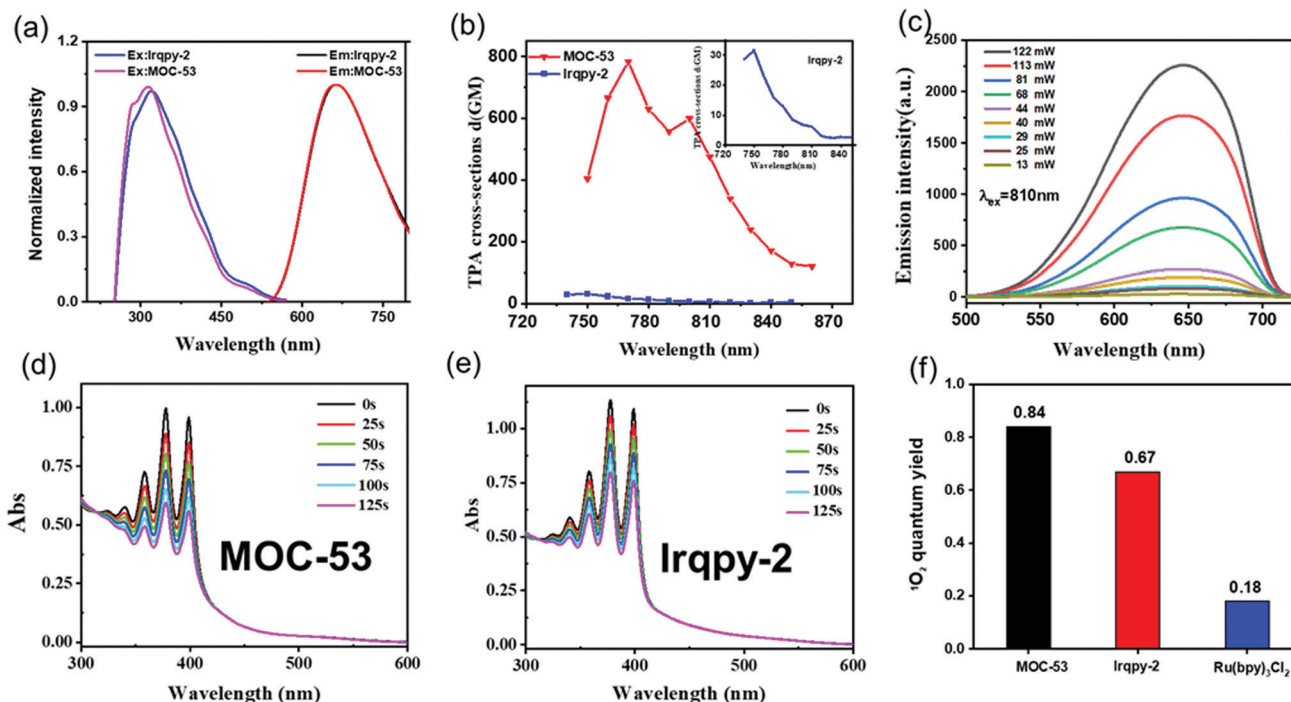 (a)
Ex:Irqpy-2
Em:Irqpy-2
Ex:MOC-53
Em:MOC-53
Normalized intensity
1.2
0.9
0.6
0.3
0.0
300 450 600 750
Wavelength (nm)
(b)
MOC-53
Irqpy-2
TPA cross-sections d(GM)
800
600
400
200
0
720 750 780 810 840 870
Wavelength (nm)
Irqpy-2
TPA cross-sections d(GM)
30
20
10
0
720 750 780 810 840
Wavelength(nm)
(c)
Emission intensity(a.u.)
2500
2250
2000
1750
1500
1250
1000
750
500
250
0
122 mW
113 mW
81 mW
68 mW
44 mW
40 mW
29 mW
25 mW
13 mW
λex=810nm
500 550 600 650 700
Wavelength (nm)
(d)
Abs
1.00
0.75
0.50
0.25
0.00
0s
25s
50s
75s
100s
125s
MOC-53
300 400 500 600
Wavelength (nm)
(e)
Abs
1.00
0.75
0.50
0.25
0.00
0s
25s
50s
75s
100s
125s
Irqpy-2
300 400 500 600
Wavelength (nm)
(f)
¹O₂ quantum yield
1.0
0.8
0.6
0.4
0.2
0.0
0.84
0.67
0.18
MOC-53 Irqpy-2 Ru(bpy)₃Cl₂